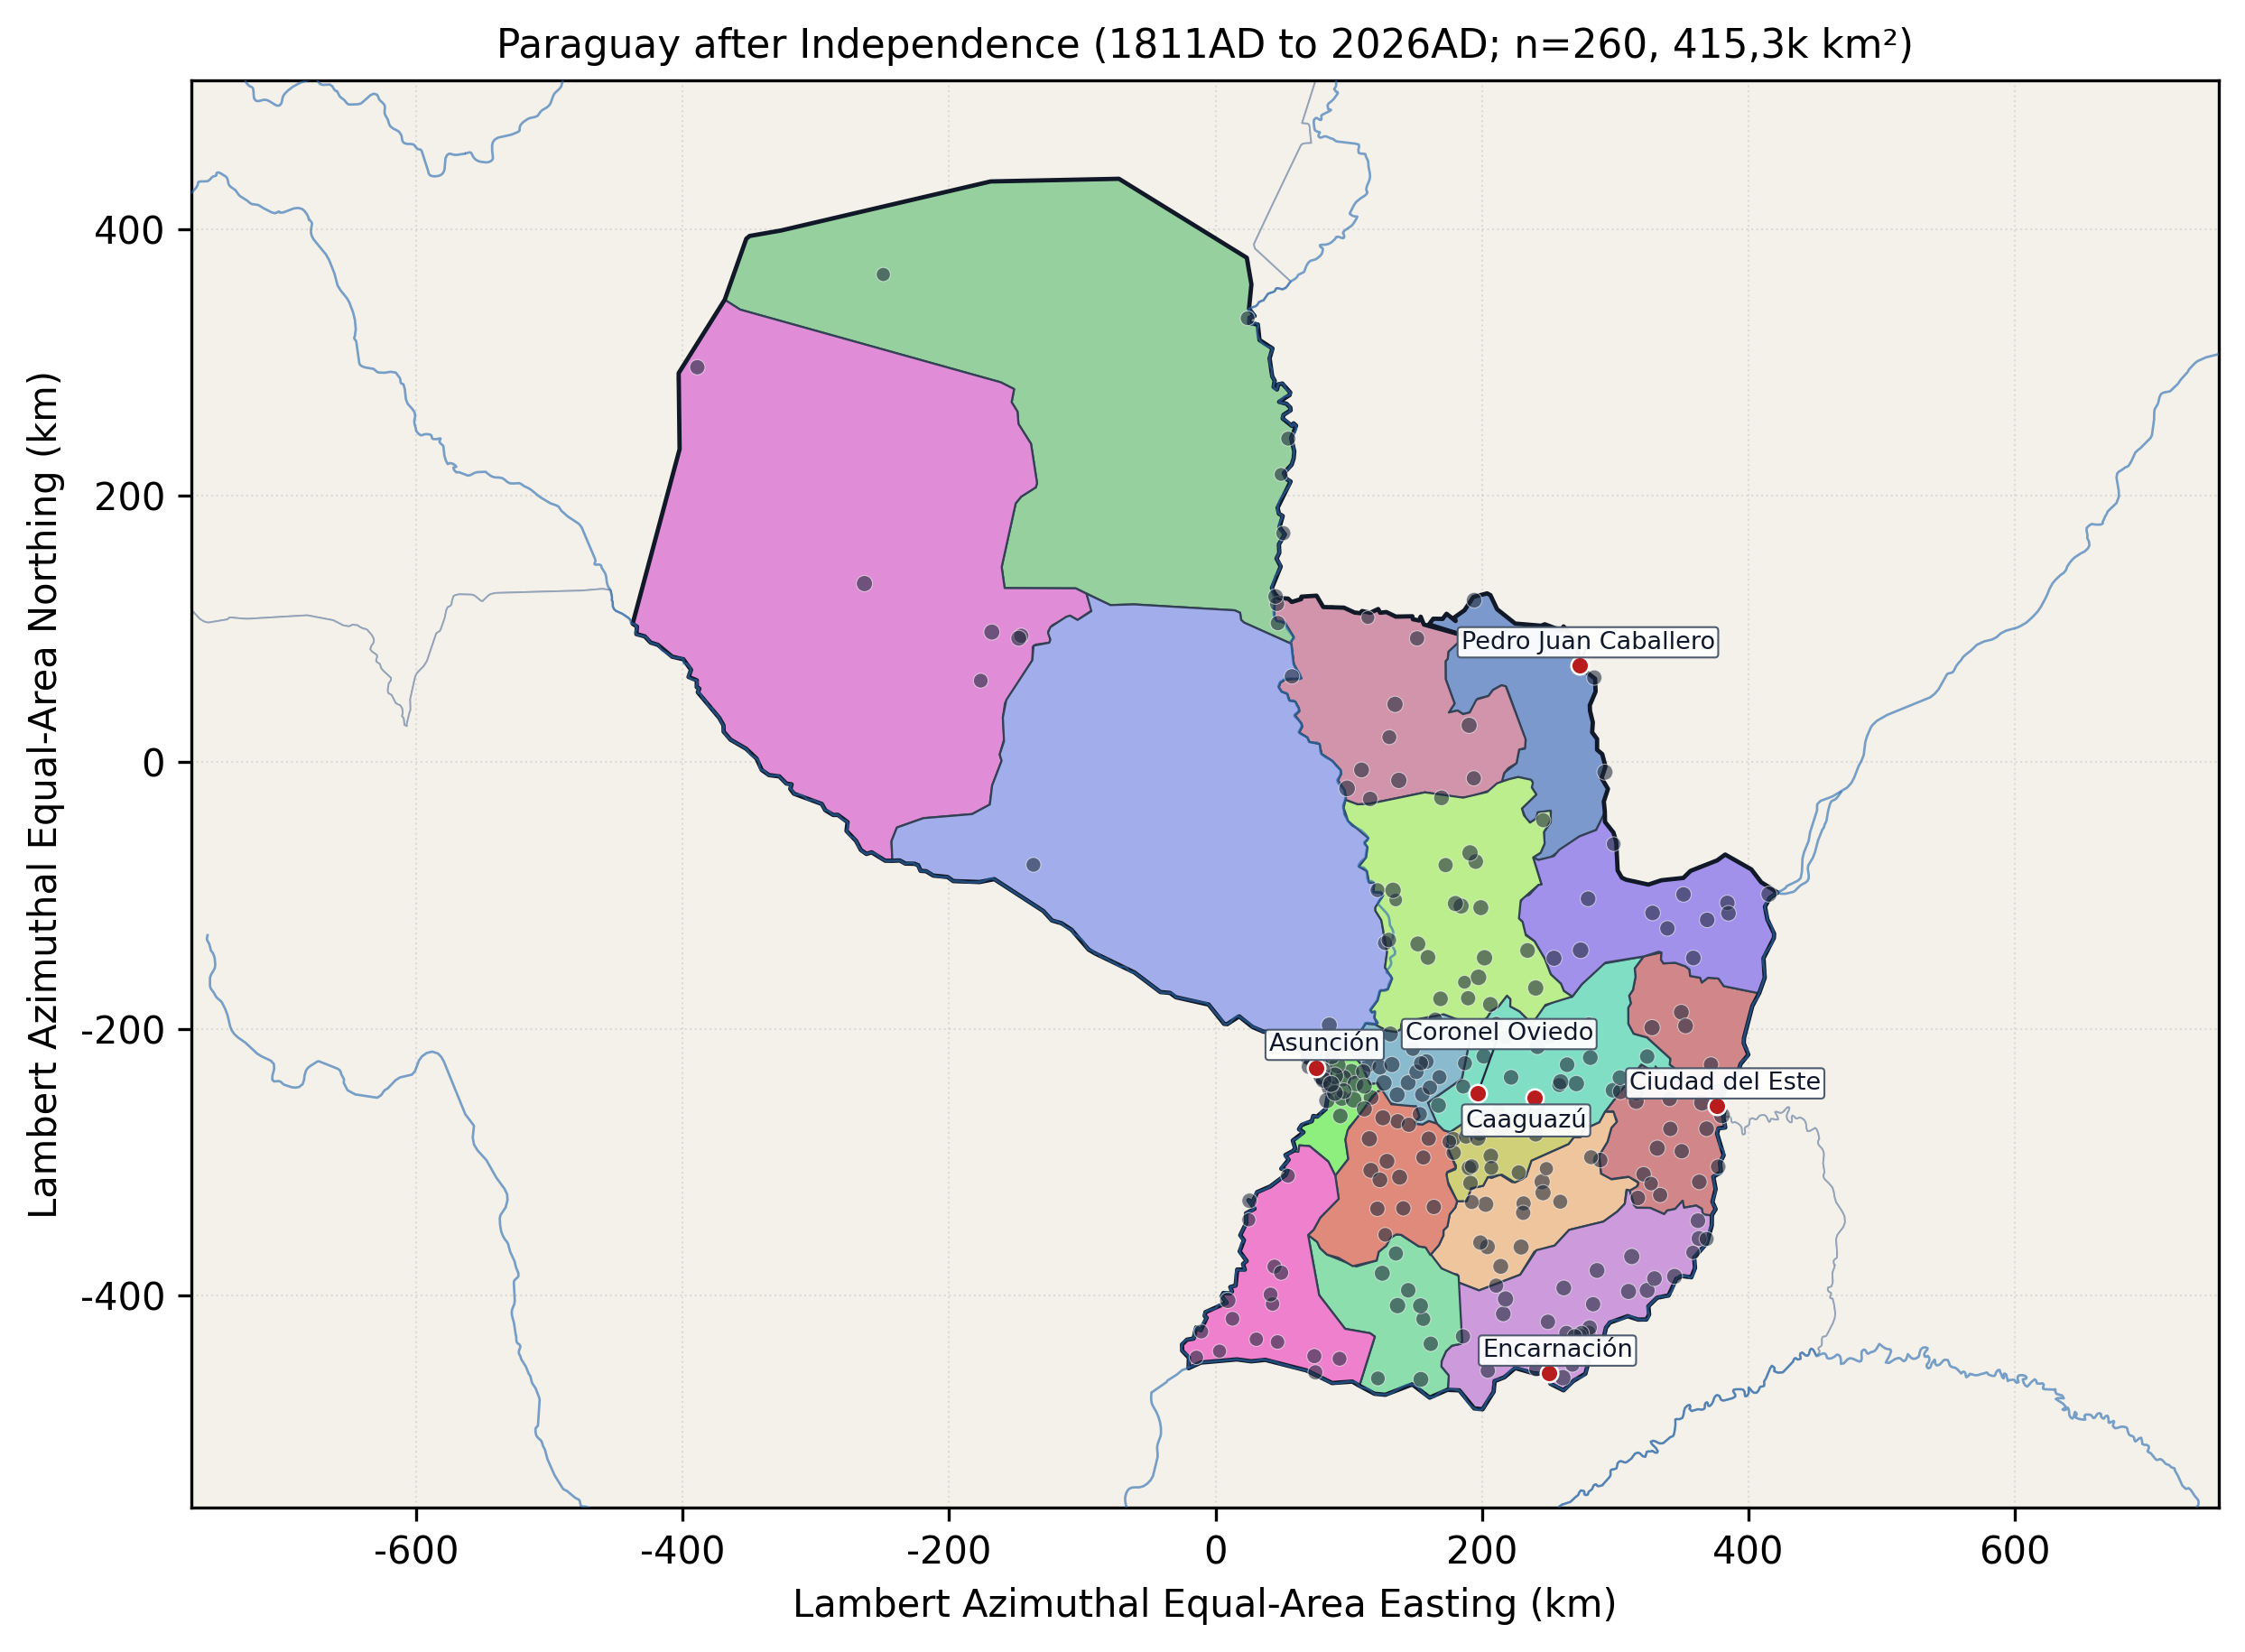 Paraguay after Independence (1811AD to 2026AD; n=260, 415,3k km²)
Lambert Azimuthal Equal-Area Northing (km)
400
200
0
-200
-400
Pedro Juan Caballero
Coronel Oviedo
Asunción
Ciudad del Este
Caaguazú
Encarnación
-600
-400
-200
0
200
400
600
Lambert Azimuthal Equal-Area Easting (km)